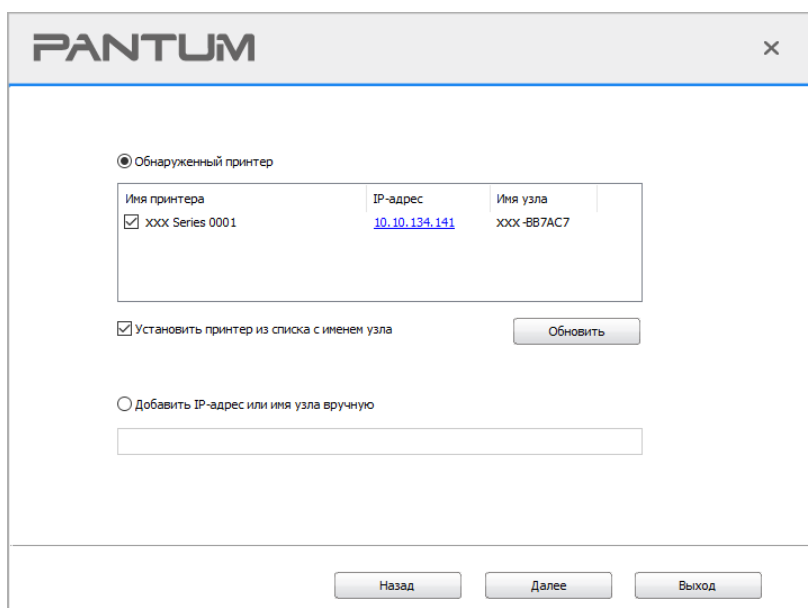 PANTUM
Обнаруженный принтер
Имя принтера IP-адрес Имя узла
XXX Series 0001 10.10.134.141 XXX-BB7AC7
Установить принтер из списка с именем узла Обновить
Добавить IP-адрес или имя узла вручную
Назад Далее Выход